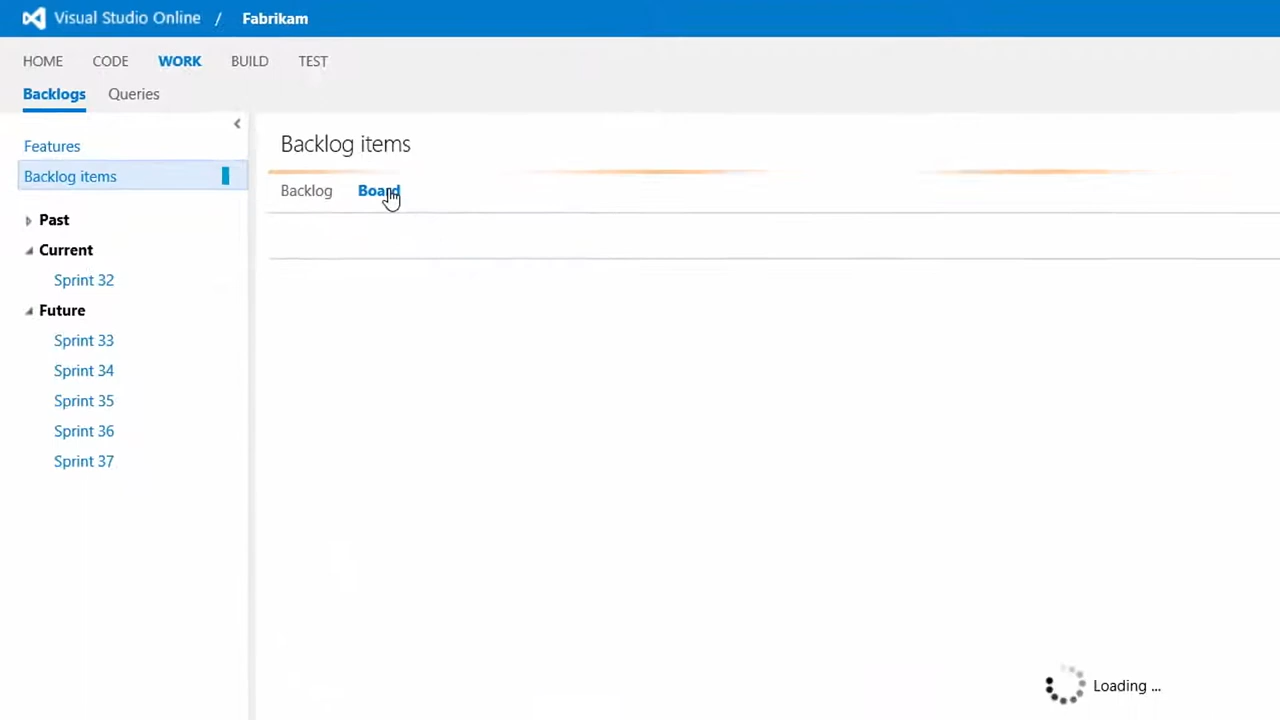 Visual Studio Online / Fabrikam
HOME CODE WORK BUILD TEST
Backlogs Queries
Features
Backlog items
Past
Current
Sprint 32
Future
Sprint 33
Sprint 34
Sprint 35
Sprint 36
Sprint 37
Backlog items
Backlog Board
Loading ...